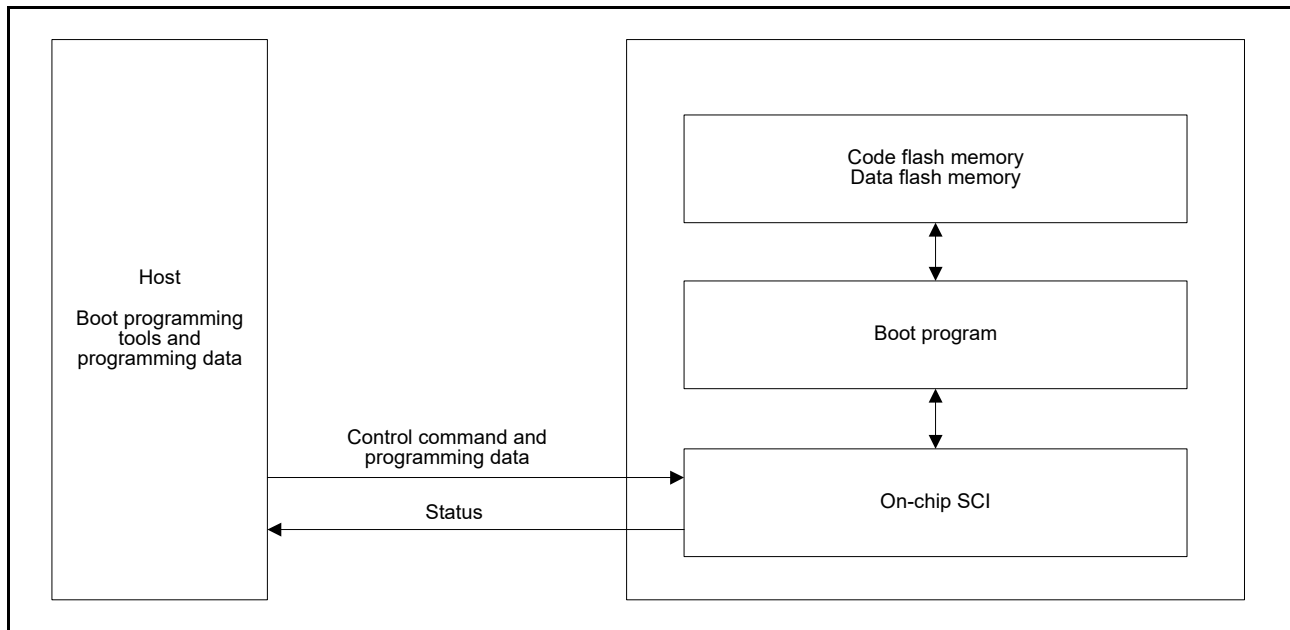 Host
Boot programming
tools and
programming data
Control command and
programming data
Status
Code flash memory
Data flash memory
Boot program
On-chip SCI